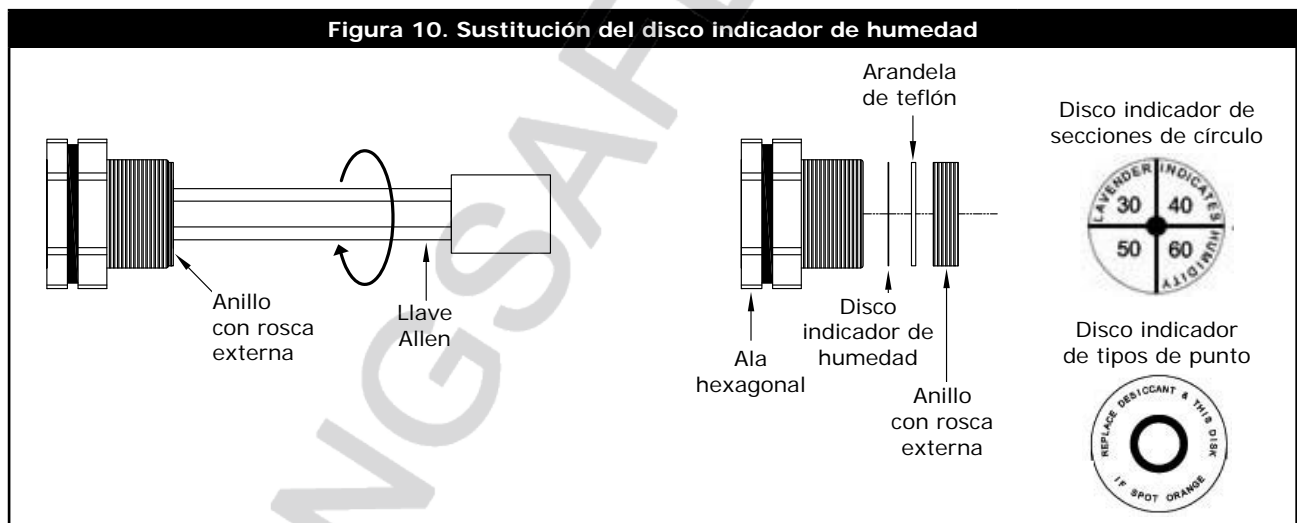 Figura 10. Sustitución del disco indicador de humedad
Anillo
con rosca
externa
Llave
Allen
Arandela
de teflón
Ala
hexagonal
Disco
indicador de
humedad
Anillo
con rosca
externa
Disco indicador de
secciones de círculo
LAVENDER INDICATES HUMIDITY
30 40
50 60
Disco indicador
de tipos de punto
REPLACE DESICCANT & THIS DISK
IF SPOT ORANGE